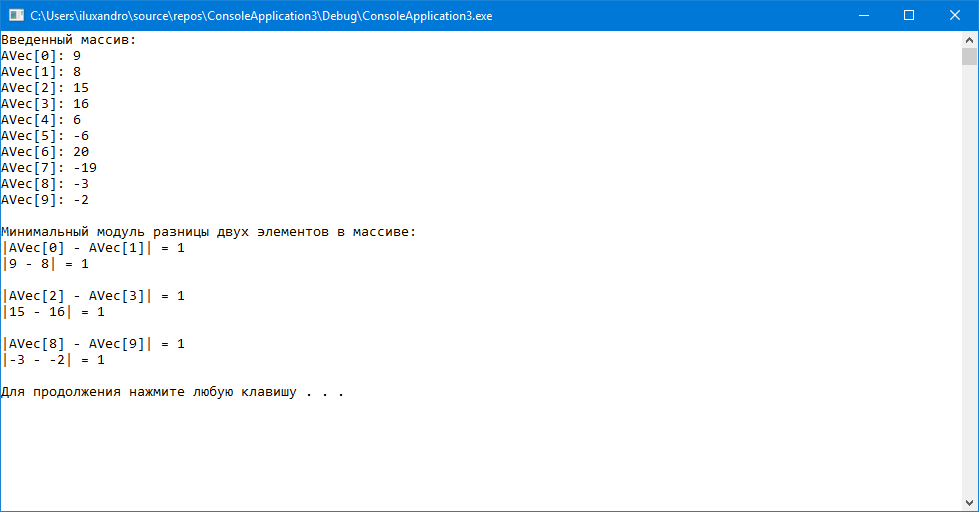 C:\Users\iluxandro\source\repos\ConsoleApplication3\Debug\ConsoleApplication3.exe
Введенный массив:
AVec[0]: 9
AVec[1]: 8
AVec[2]: 15
AVec[3]: 16
AVec[4]: 6
AVec[5]: -6
AVec[6]: 20
AVec[7]: -19
AVec[8]: -3
AVec[9]: -2
Минимальный модуль разницы двух элементов в массиве:
|AVec[0] - AVec[1]| = 1
|9 - 8| = 1
|AVec[2] - AVec[3]| = 1
|15 - 16| = 1
|AVec[8] - AVec[9]| = 1
|-3 - -2| = 1
Для продолжения нажмите любую клавишу . . .